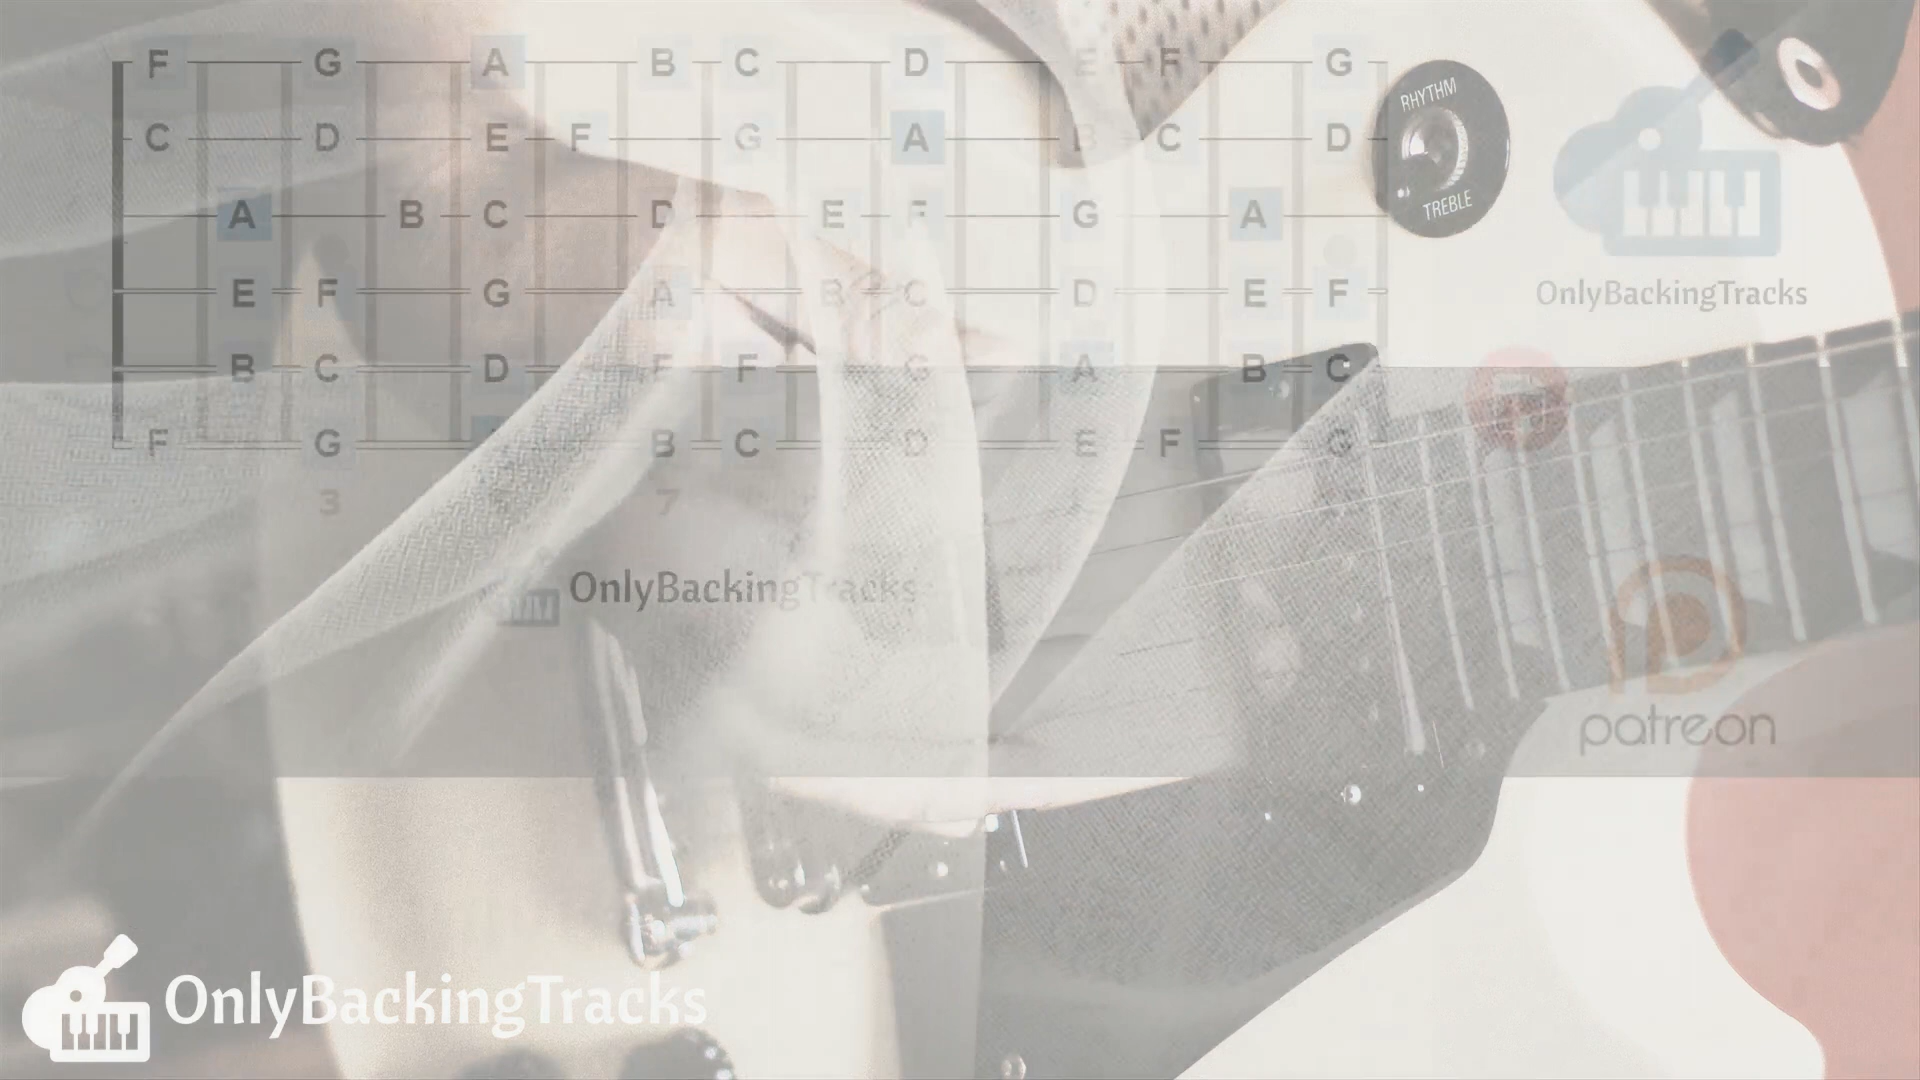 F G A B C D E F G
C D E F G A B C D
A B C D E F G A
E F G A B C D E F
B C D E F G A B C
F G B C D E F G
3 7
RHYTHM
TREBLE
OnlyBackingTracks
OnlyBackingTracks
patreon
OnlyBackingTracks